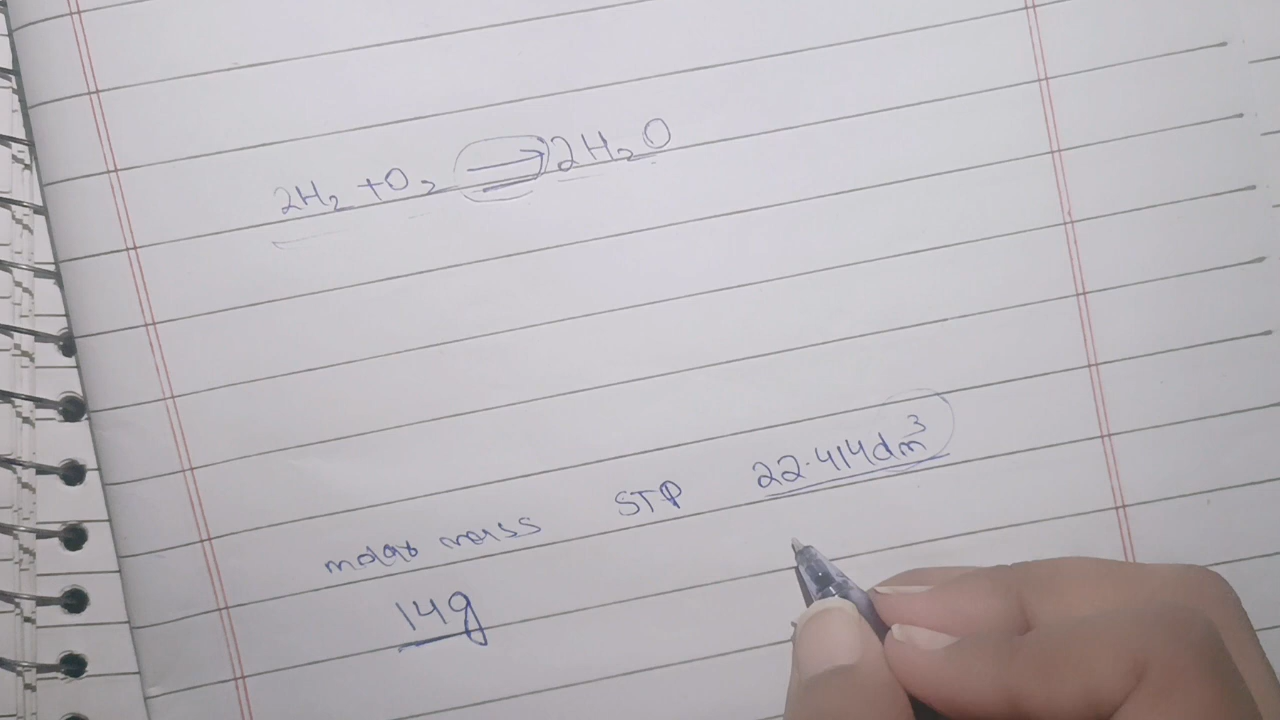 2H₂ + O₂ → 2H₂O
molar mass STP 22.414dm³
14g